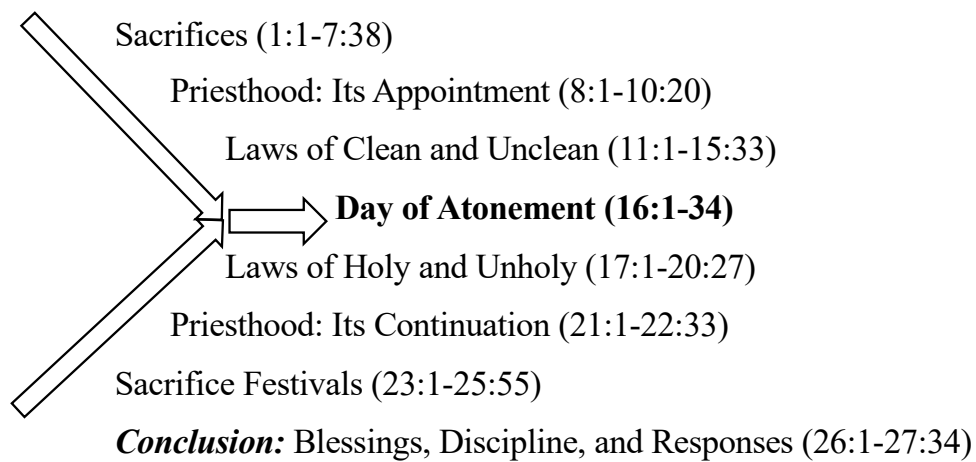 Sacrifices (1:1-7:38)
Priesthood: Its Appointment (8:1-10:20)
Laws of Clean and Unclean (11:1-15:33)
Day of Atonement (16:1-34)
Laws of Holy and Unholy (17:1-20:27)
Priesthood: Its Continuation (21:1-22:33)
Sacrifice Festivals (23:1-25:55)
Conclusion: Blessings, Discipline, and Responses (26:1-27:34)